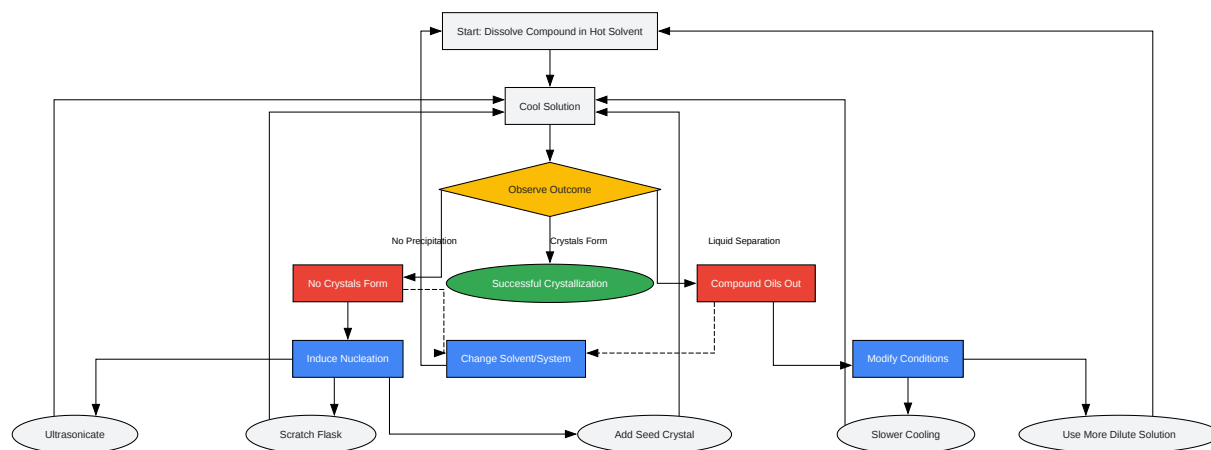 Start: Dissolve Compound in Hot Solvent
Cool Solution
Observe Outcome
No Precipitation
Crystals Form
Liquid Separation
No Crystals Form
Successful Crystallization
Compound Oils Out
Induce Nucleation
Change Solvent/System
Modify Conditions
Ultrasonicate
Scratch Flask
Add Seed Crystal
Slower Cooling
Use More Dilute Solution